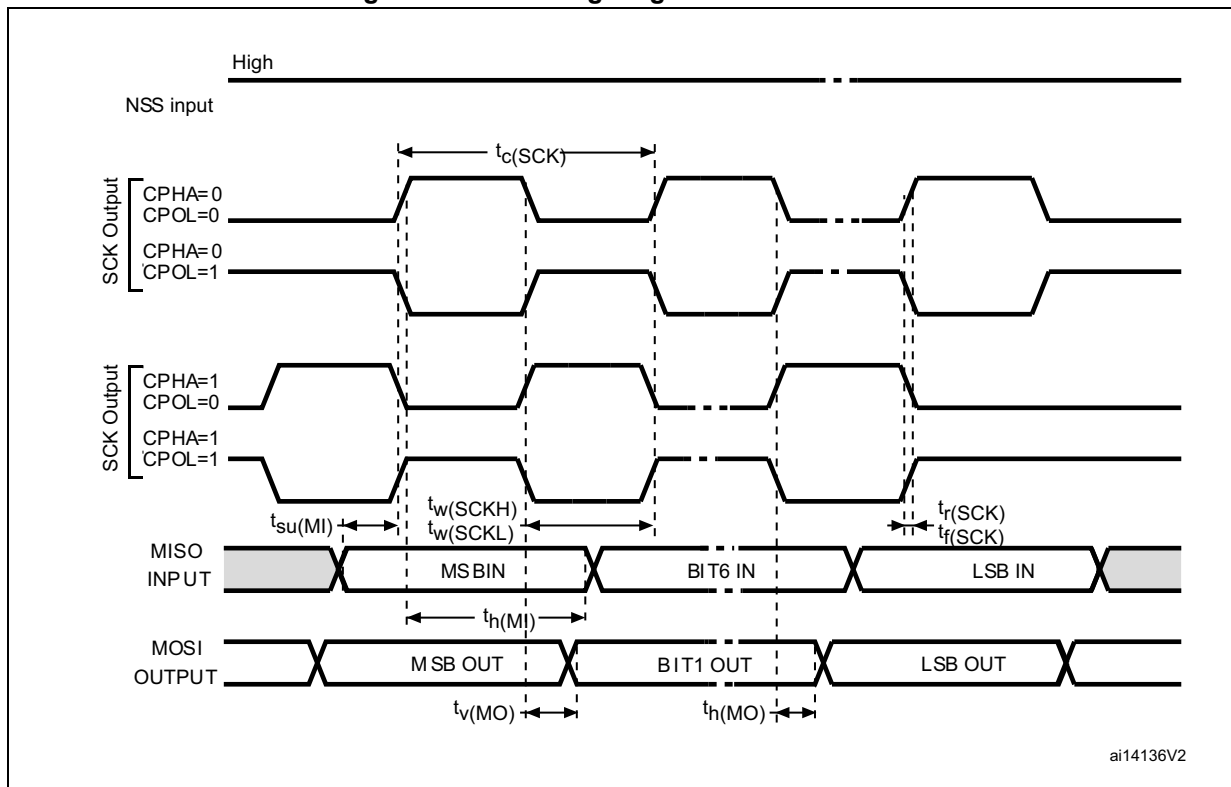 High
NSS input
tc(SCK)
SCK Output
CPHA=0
CPOL=0
CPHA=0
CPOL=1
SCK Output
CPHA=1
CPOL=0
CPHA=1
CPOL=1
tsu(MI)
tw(SCKH)
tw(SCKL)
tr(SCK)
tf(SCK)
MISO
INPUT
MSBIN
BIT6 IN
LSB IN
th(MI)
MOSI
OUTPUT
MSB OUT
BIT1 OUT
LSB OUT
tv(MO)
th(MO)
ai14136V2